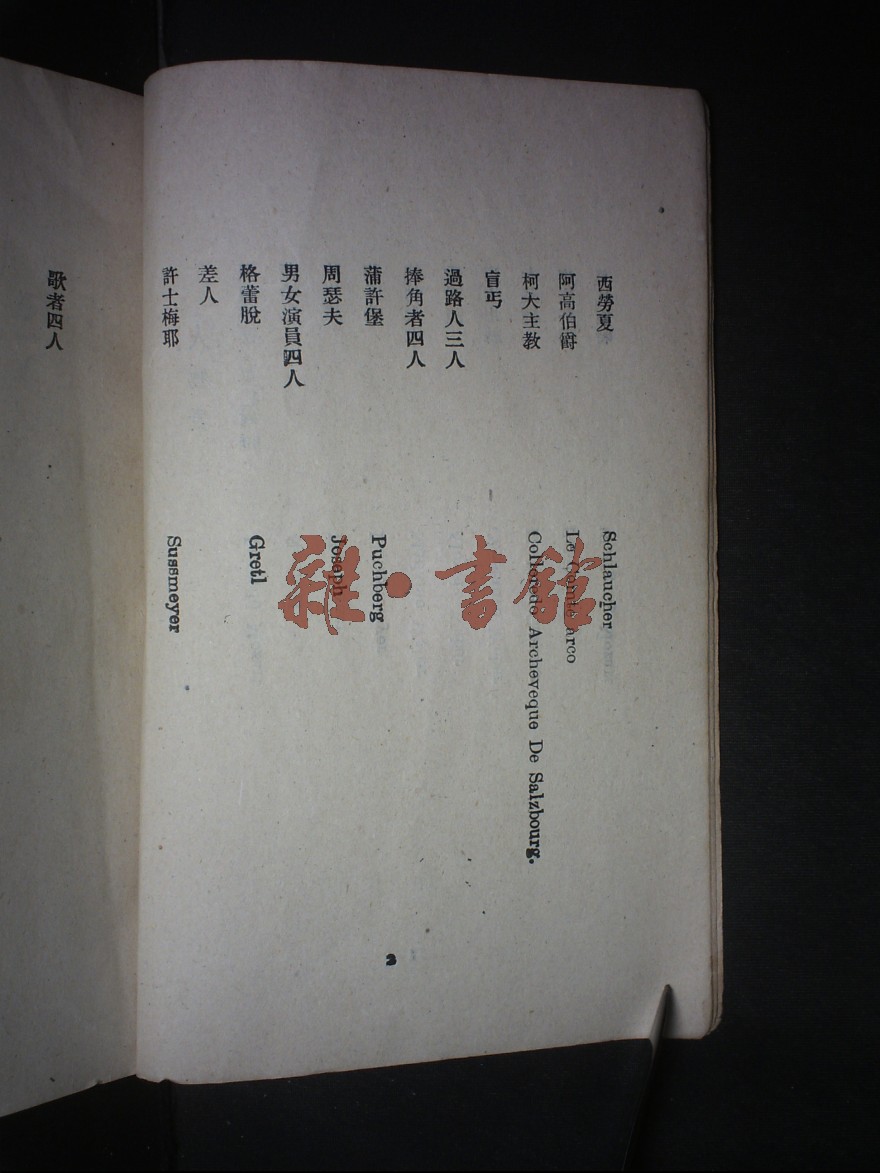 西勞夏 Schlaucher
阿高伯爵 Le Comte Arco
柯大主教 Colloredo Archeveque De Salzbourg.
盲丐
過路人三人
捧角者四人
蒲許堡 Puchberg
周瑟夫 Joseph
男女演員四人
格蕾脫 Gretl
差人
許士梅耶 Sussmeyer
2
歌者四人
雜·書館